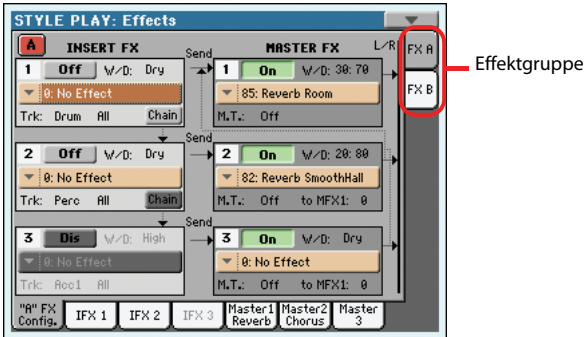 STYLE PLAY: Effects
A INSERT FX Send MASTER FX L/R FX A
1 Off W/D: Dry 1 On W/D: 30:70
0: No Effect 85: Reverb Room FX B
Trk: Drum All Chain M.T.: Off
Send
2 Off W/D: Dry 2 On W/D: 20:80
0: No Effect 82: Reverb SmoothHall
Trk: Perc All Chain M.T.: Off to MFX1: 0
Send
3 Dis W/D: High 3 On W/D: Dry
0: No Effect 0: No Effect
Trk: Acc1 All M.T.: Off to MFX1: 0
"A" FX Config. IFX 1 IFX 2 IFX 3 Master1 Reverb Master2 Chorus Master 3
Effektgruppe